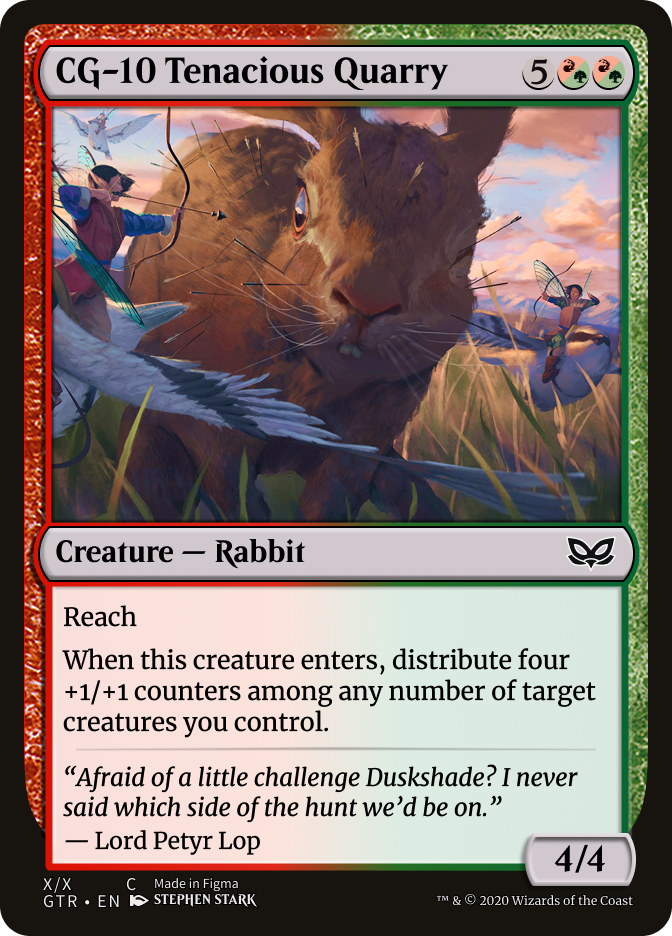 CG-10 Tenacious Quarry 5
Creature — Rabbit
Reach
When this creature enters, distribute four
+1/+1 counters among any number of target
creatures you control.
“Afraid of a little challenge Duskshade? I never
said which side of the hunt we’d be on.”
— Lord Petyr Lop
4/4
X/X C Made in Figma
GTR • EN STEPHEN STARK ™ & © 2020 Wizards of the Coast